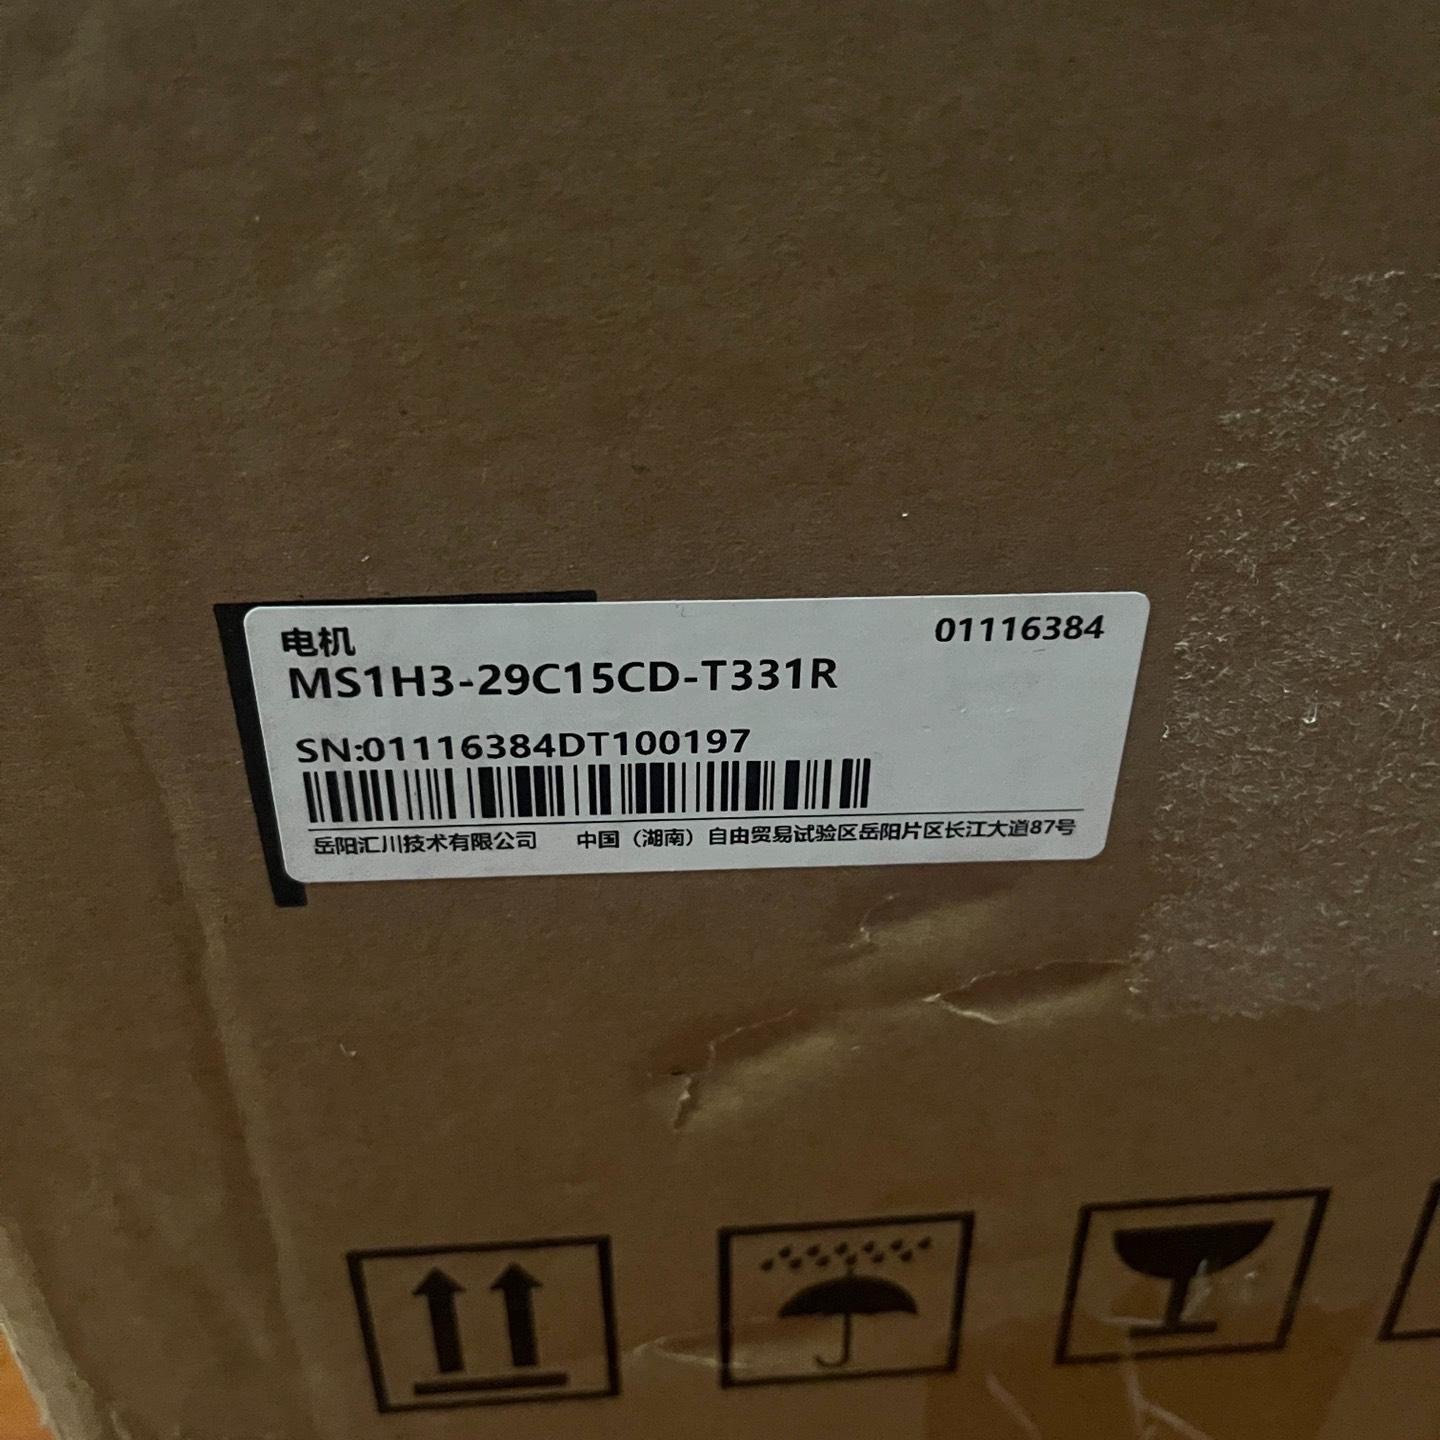 电机
01116384
MS1H3-29C15CD-T331R
SN:01116384DT100197
岳阳汇川技术有限公司 中国（湖南）自由贸易试验区岳阳片区长江大道87号